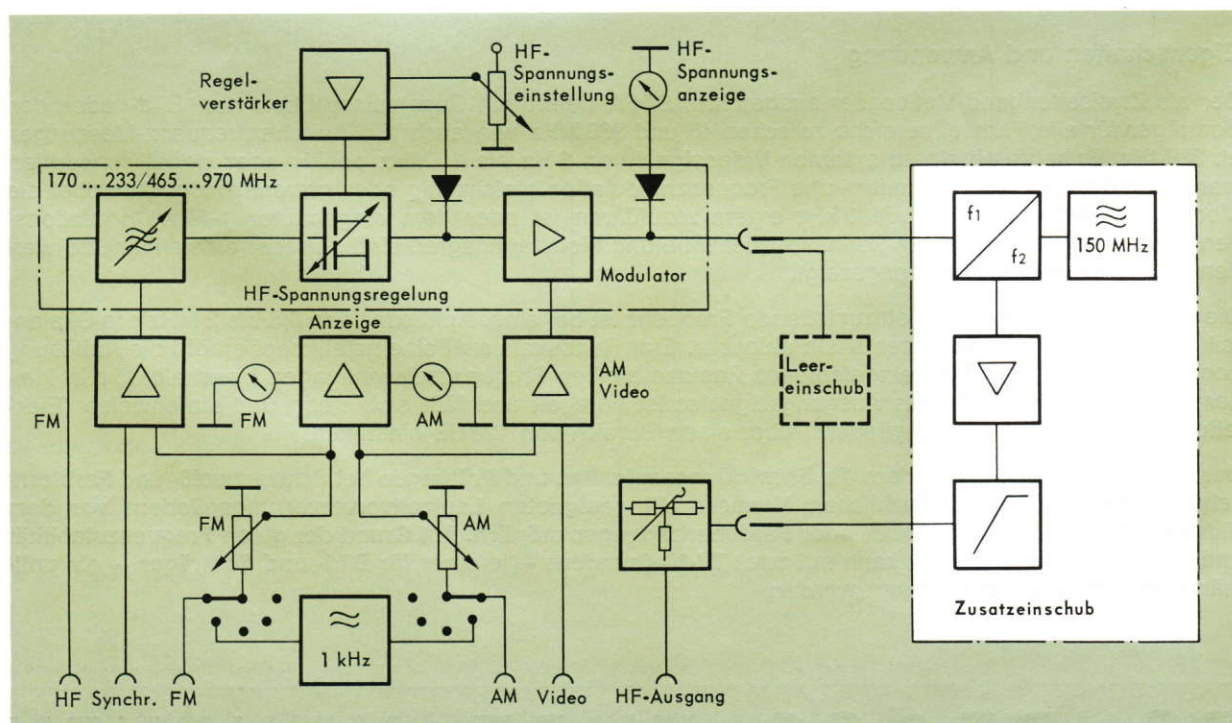 HF-
Spannungs-
einstellung
HF-
Spannungs-
anzeige
Regel-
verstärker
170 ... 233/465 ... 970 MHz
f1
f2
150 MHz
Modulator
HF-Spannungsregelung
Anzeige
AM
Video
Leer-
einschub
FM
FM
AM
FM
AM
Zusatzeinschub
1 kHz
HF
Synchr.
FM
AM
Video
HF-Ausgang